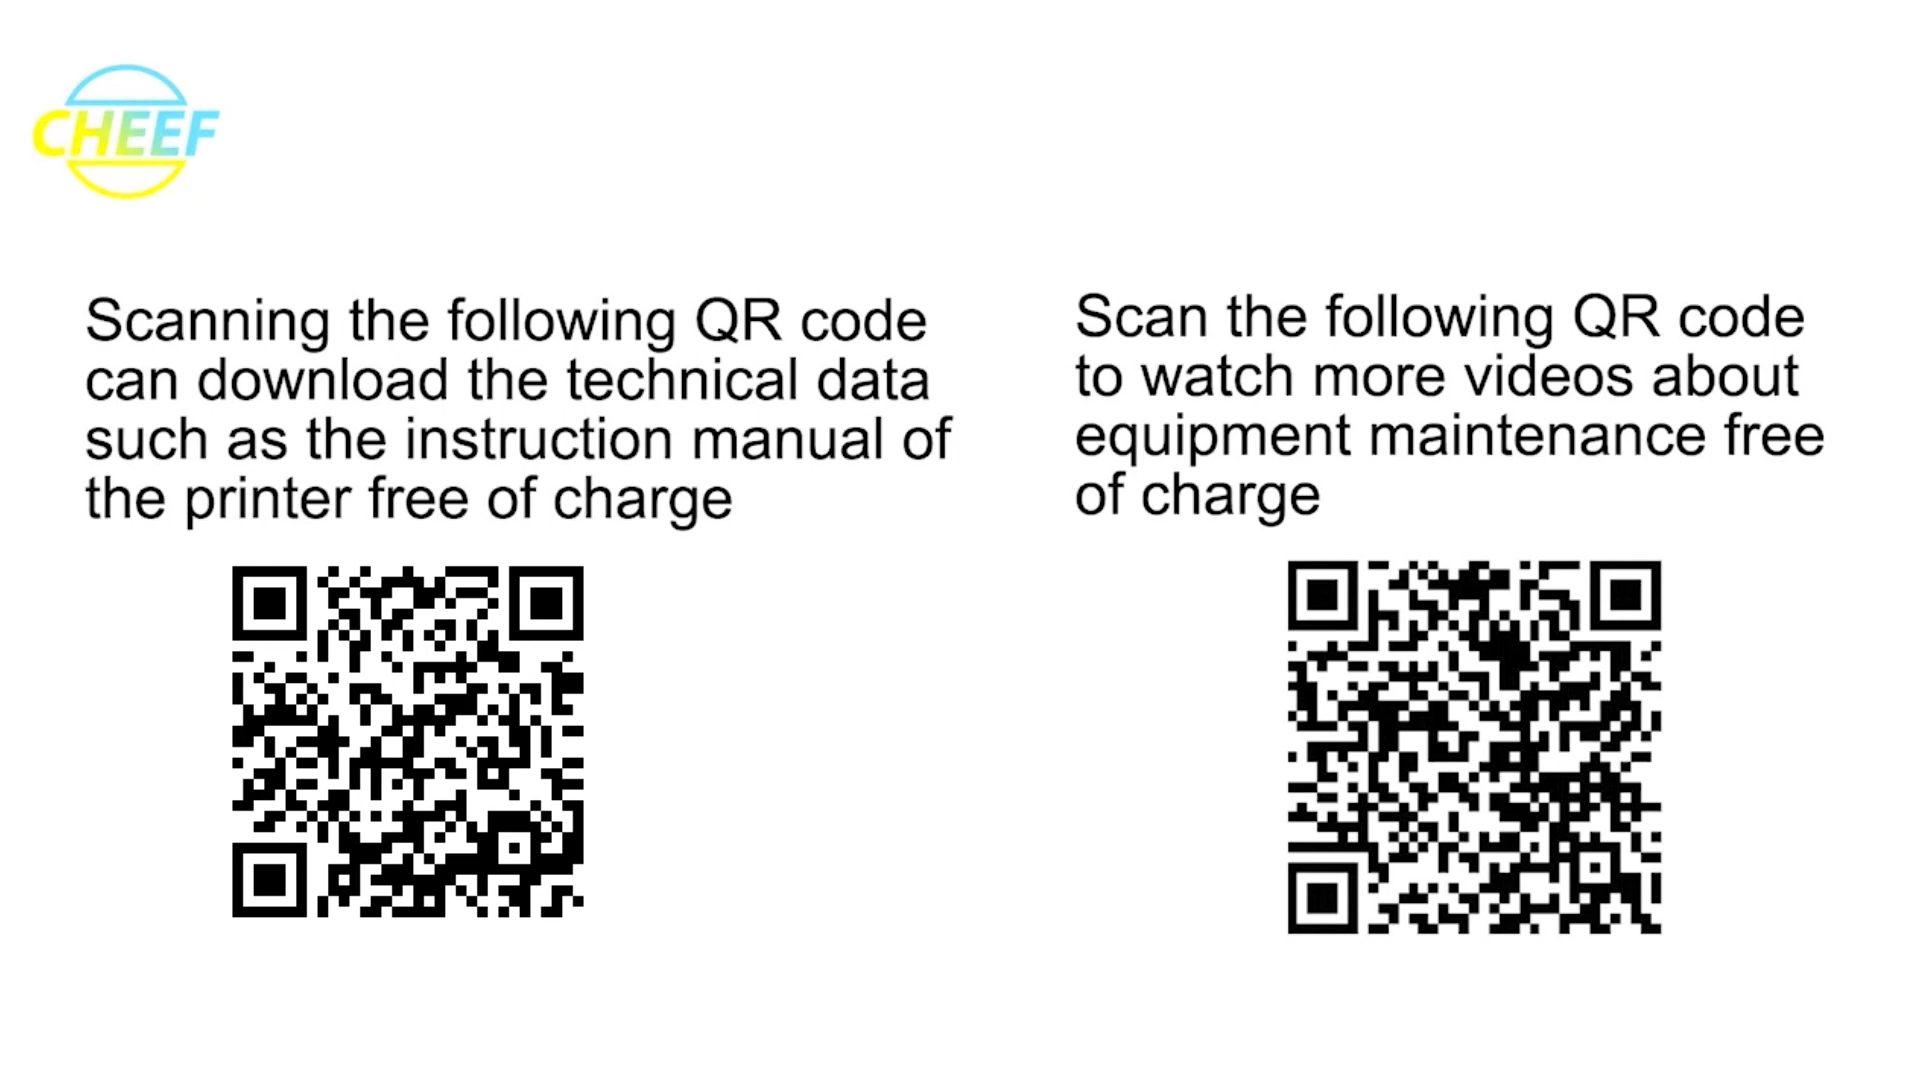 CHEEF
Scanning the following QR code
can download the technical data
such as the instruction manual of
the printer free of charge
Scan the following QR code
to watch more videos about
equipment maintenance free
of charge